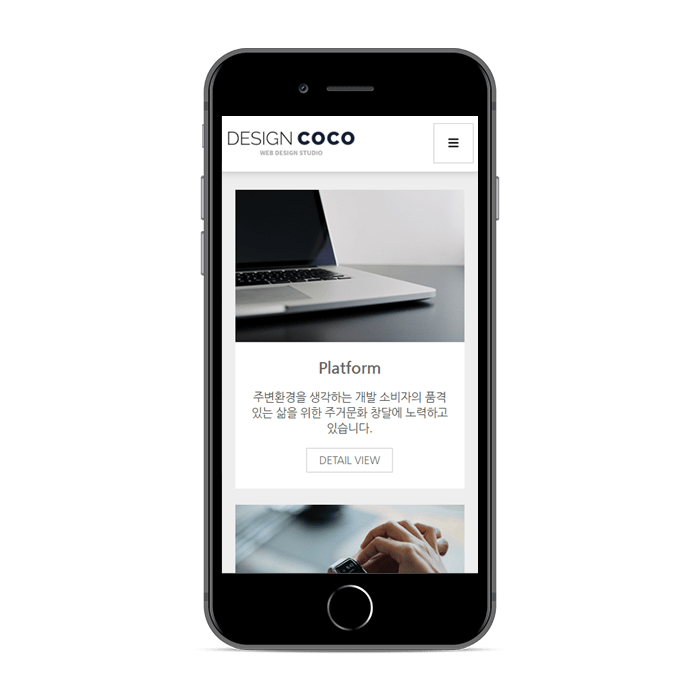 DESIGN COCO
WEB DESIGN STUDIO
Platform
주변환경을 생각하는 개발 소비자의 품격
있는 삶을 위한 주거문화 창달에 노력하고
있습니다.
DETAIL VIEW